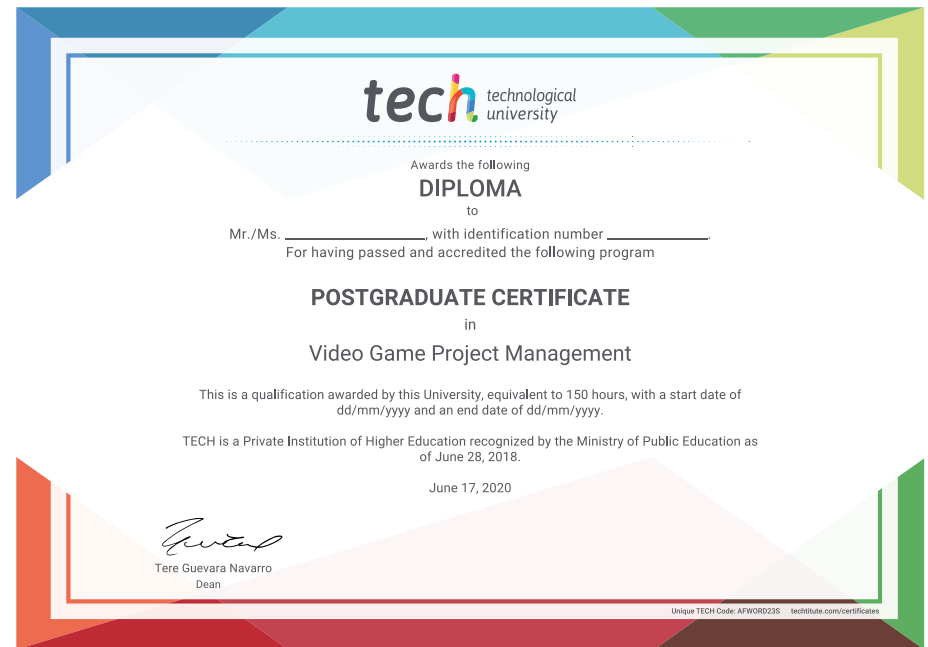 tech technological
university
Awards the following
DIPLOMA
to
Mr./Ms. ____________________, with identification number ______________.
For having passed and accredited the following program
POSTGRADUATE CERTIFICATE
in
Video Game Project Management
This is a qualification awarded by this University, equivalent to 150 hours, with a start date of
dd/mm/yyyy and an end date of dd/mm/yyyy.
TECH is a Private Institution of Higher Education recognized by the Ministry of Public Education as
of June 28, 2018.
June 17, 2020
Tere Guevara Navarro
Dean
Unique TECH Code: AFWORD23S techtitute.com/certificates